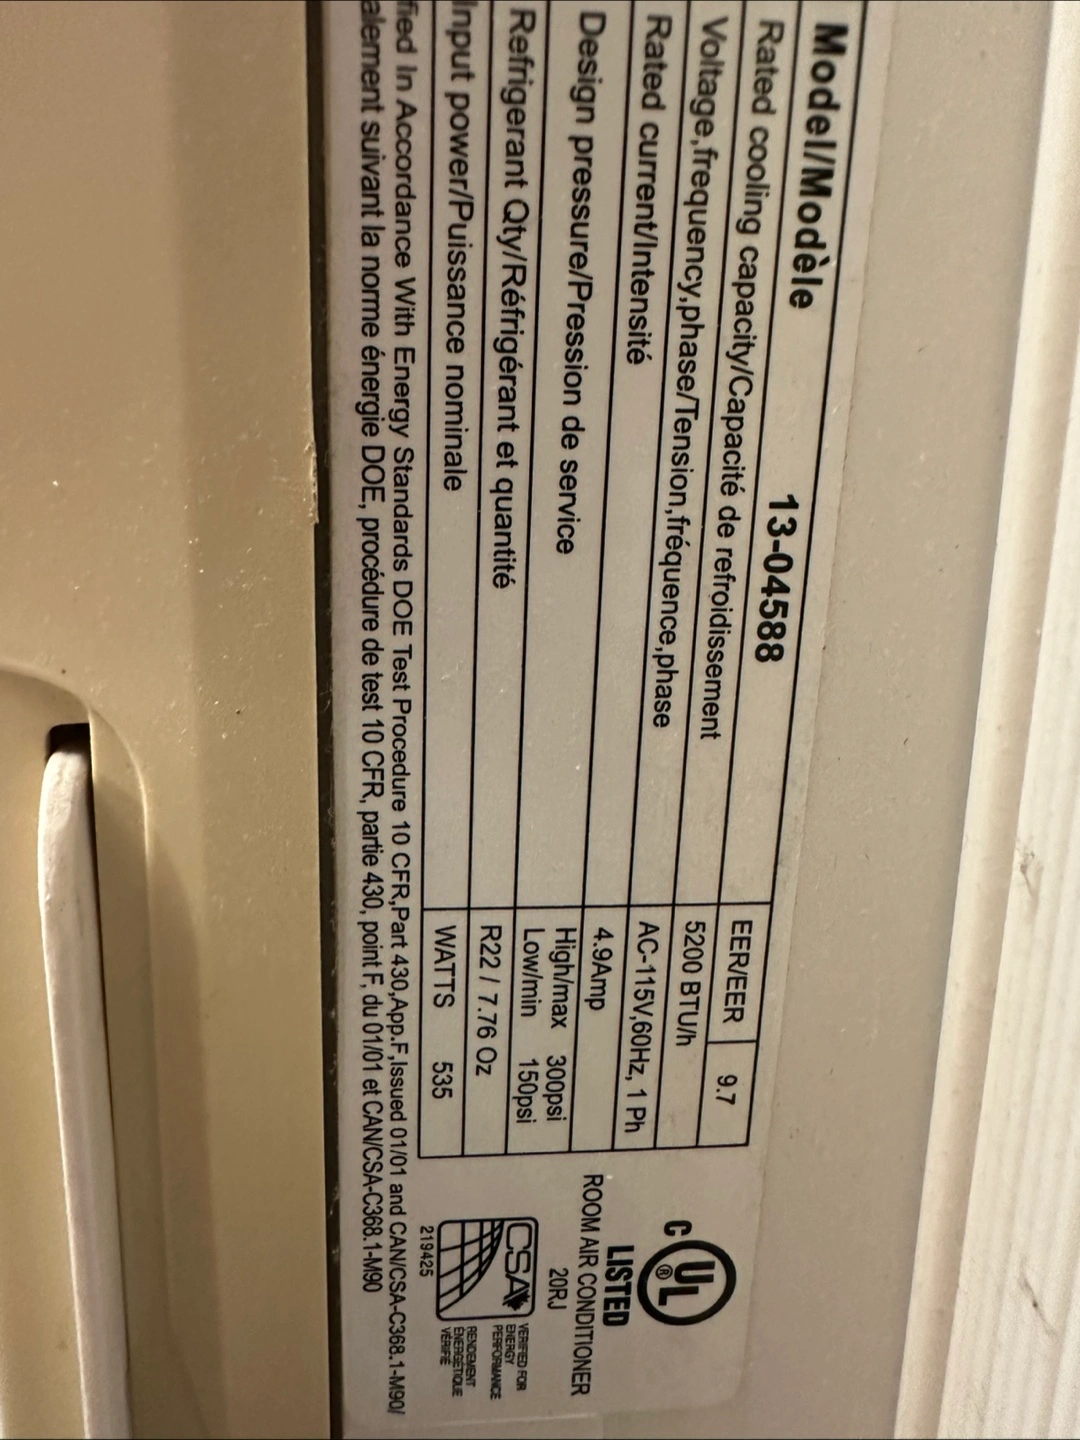 Model/Modèle 13-04588
EER/EER 9.7
Rated cooling capacity/Capacité de refroidissement 5200 BTU/h
Voltage,frequency,phase/Tension,fréquence,phase AC-115V,60Hz, 1 Ph
Rated current/Intensité 4.9Amp
Design pressure/Pression de service High/max 300psi
Low/min 150psi
Refrigerant Qty/Réfrigérant et quantité R22 / 7.76 Oz
Input power/Puissance nominale WATTS 535
fied In Accordance With Energy Standards DOE Test Procedure 10 CFR,Part 430,App.F,Issued 01/01 and CAN/CSA-C368.1-M90/
alement suivant la norme énergie DOE, procédure de test 10 CFR, partie 430, point F, du 01/01 et CAN/CSA-C368.1-M90
C UL ®
LISTED
ROOM AIR CONDITIONER
20RJ
CSA
VERIFIED FOR
ENERGY
PERFORMANCE
RENDEMENT
ÉNERGÉTIQUE
VÉRIFIÉ
219425